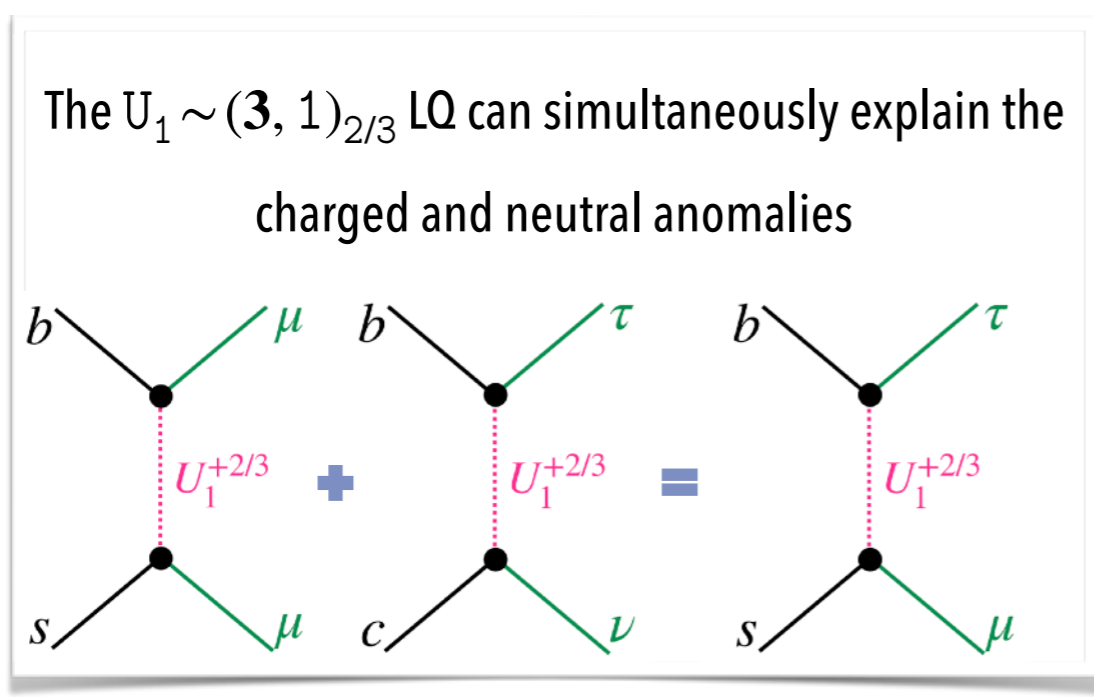 The U₁ ~ (3, 1)₂/₃ LQ can simultaneously explain the
charged and neutral anomalies
b μ b τ b τ
U₁⁺²/³ + U₁⁺²/³ = U₁⁺²/³
s μ c ν s μ